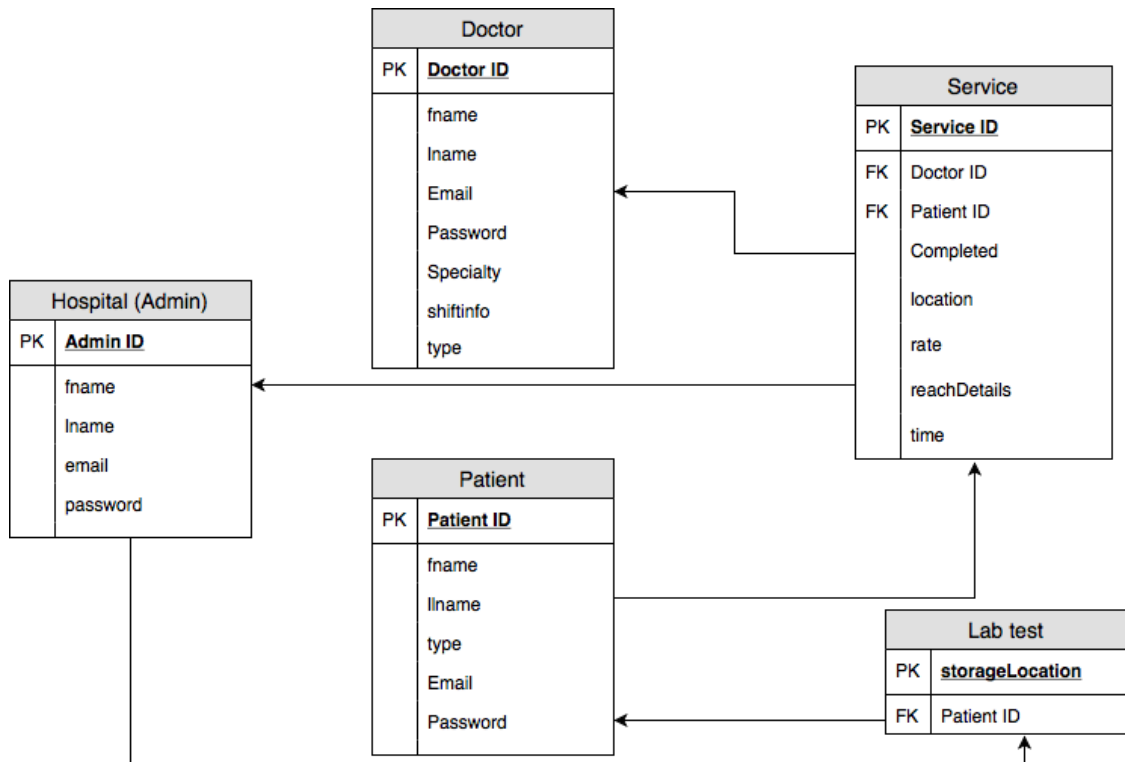 Doctor
PK Doctor ID
fname
lname
Email
Password
Specialty
shiftinfo
type
Service
PK Service ID
FK Doctor ID
FK Patient ID
Completed
location
rate
reachDetails
time
Hospital (Admin)
PK Admin ID
fname
lname
email
password
Patient
PK Patient ID
fname
llname
type
Email
Password
Lab test
PK storageLocation
FK Patient ID